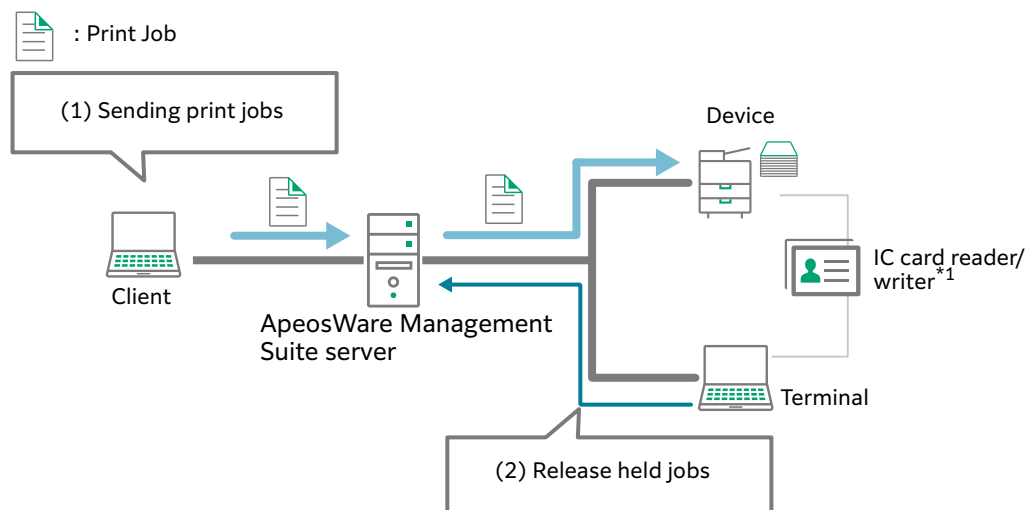 : Print Job
(1) Sending print jobs
Device
IC card reader/
writer*1
Client
ApeosWare Management
Suite server
Terminal
(2) Release held jobs